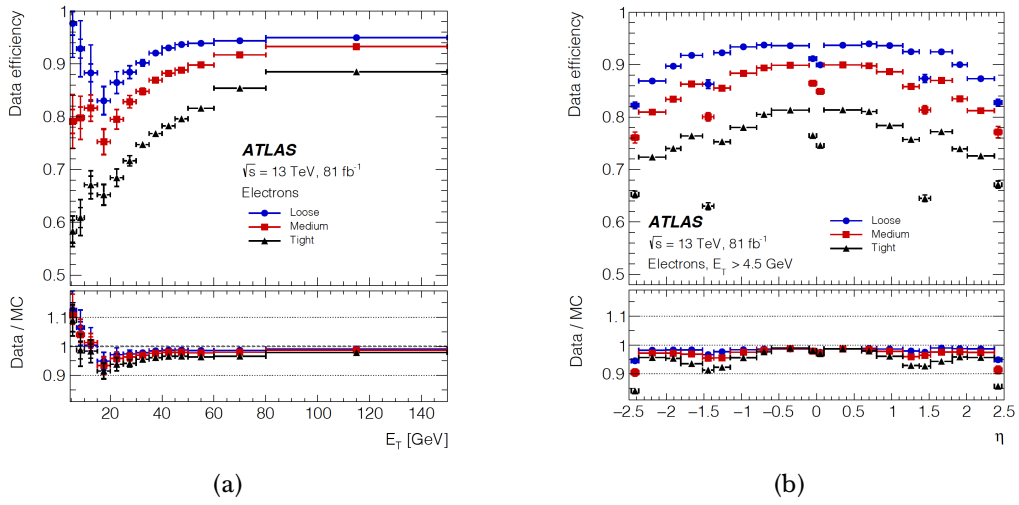 Data efficiency
1
0.9
0.8
0.7
0.6
0.5
ATLAS
√s = 13 TeV, 81 fb⁻¹
Electrons
Loose
Medium
Tight
Data / MC
1.1
1
0.9
20 40 60 80 100 120 140
E_T [GeV]
(a)
Data efficiency
1
0.9
0.8
0.7
0.6
0.5
ATLAS
√s = 13 TeV, 81 fb⁻¹
Electrons, E_T > 4.5 GeV
Loose
Medium
Tight
Data / MC
1.1
1
0.9
−2.5 −2 −1.5 −1 −0.5 0 0.5 1 1.5 2 2.5
η
(b)